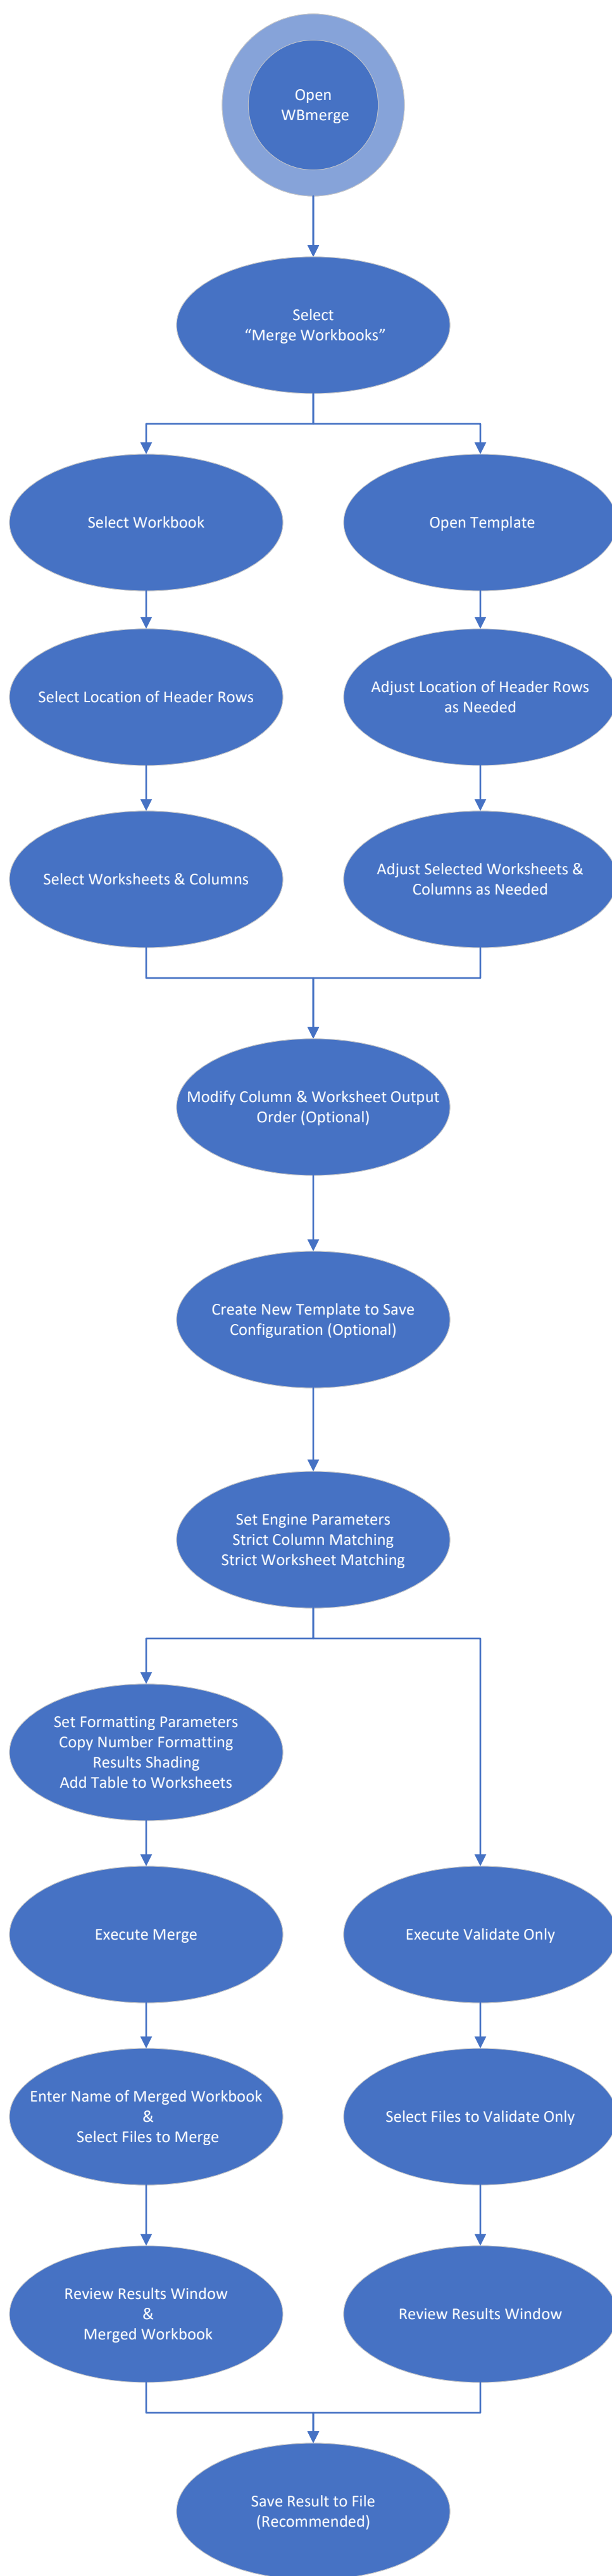 Open
WBmerge
Select
“Merge Workbooks”
Select Workbook
Open Template
Select Location of Header Rows
Adjust Location of Header Rows
as Needed
Select Worksheets & Columns
Adjust Selected Worksheets &
Columns as Needed
Modify Column & Worksheet Output
Order (Optional)
Create New Template to Save
Configuration (Optional)
Set Engine Parameters
Strict Column Matching
Strict Worksheet Matching
Set Formatting Parameters
Copy Number Formatting
Results Shading
Add Table to Worksheets
Execute Merge
Execute Validate Only
Enter Name of Merged Workbook
&
Select Files to Merge
Select Files to Validate Only
Review Results Window
&
Merged Workbook
Review Results Window
Save Result to File
(Recommended)